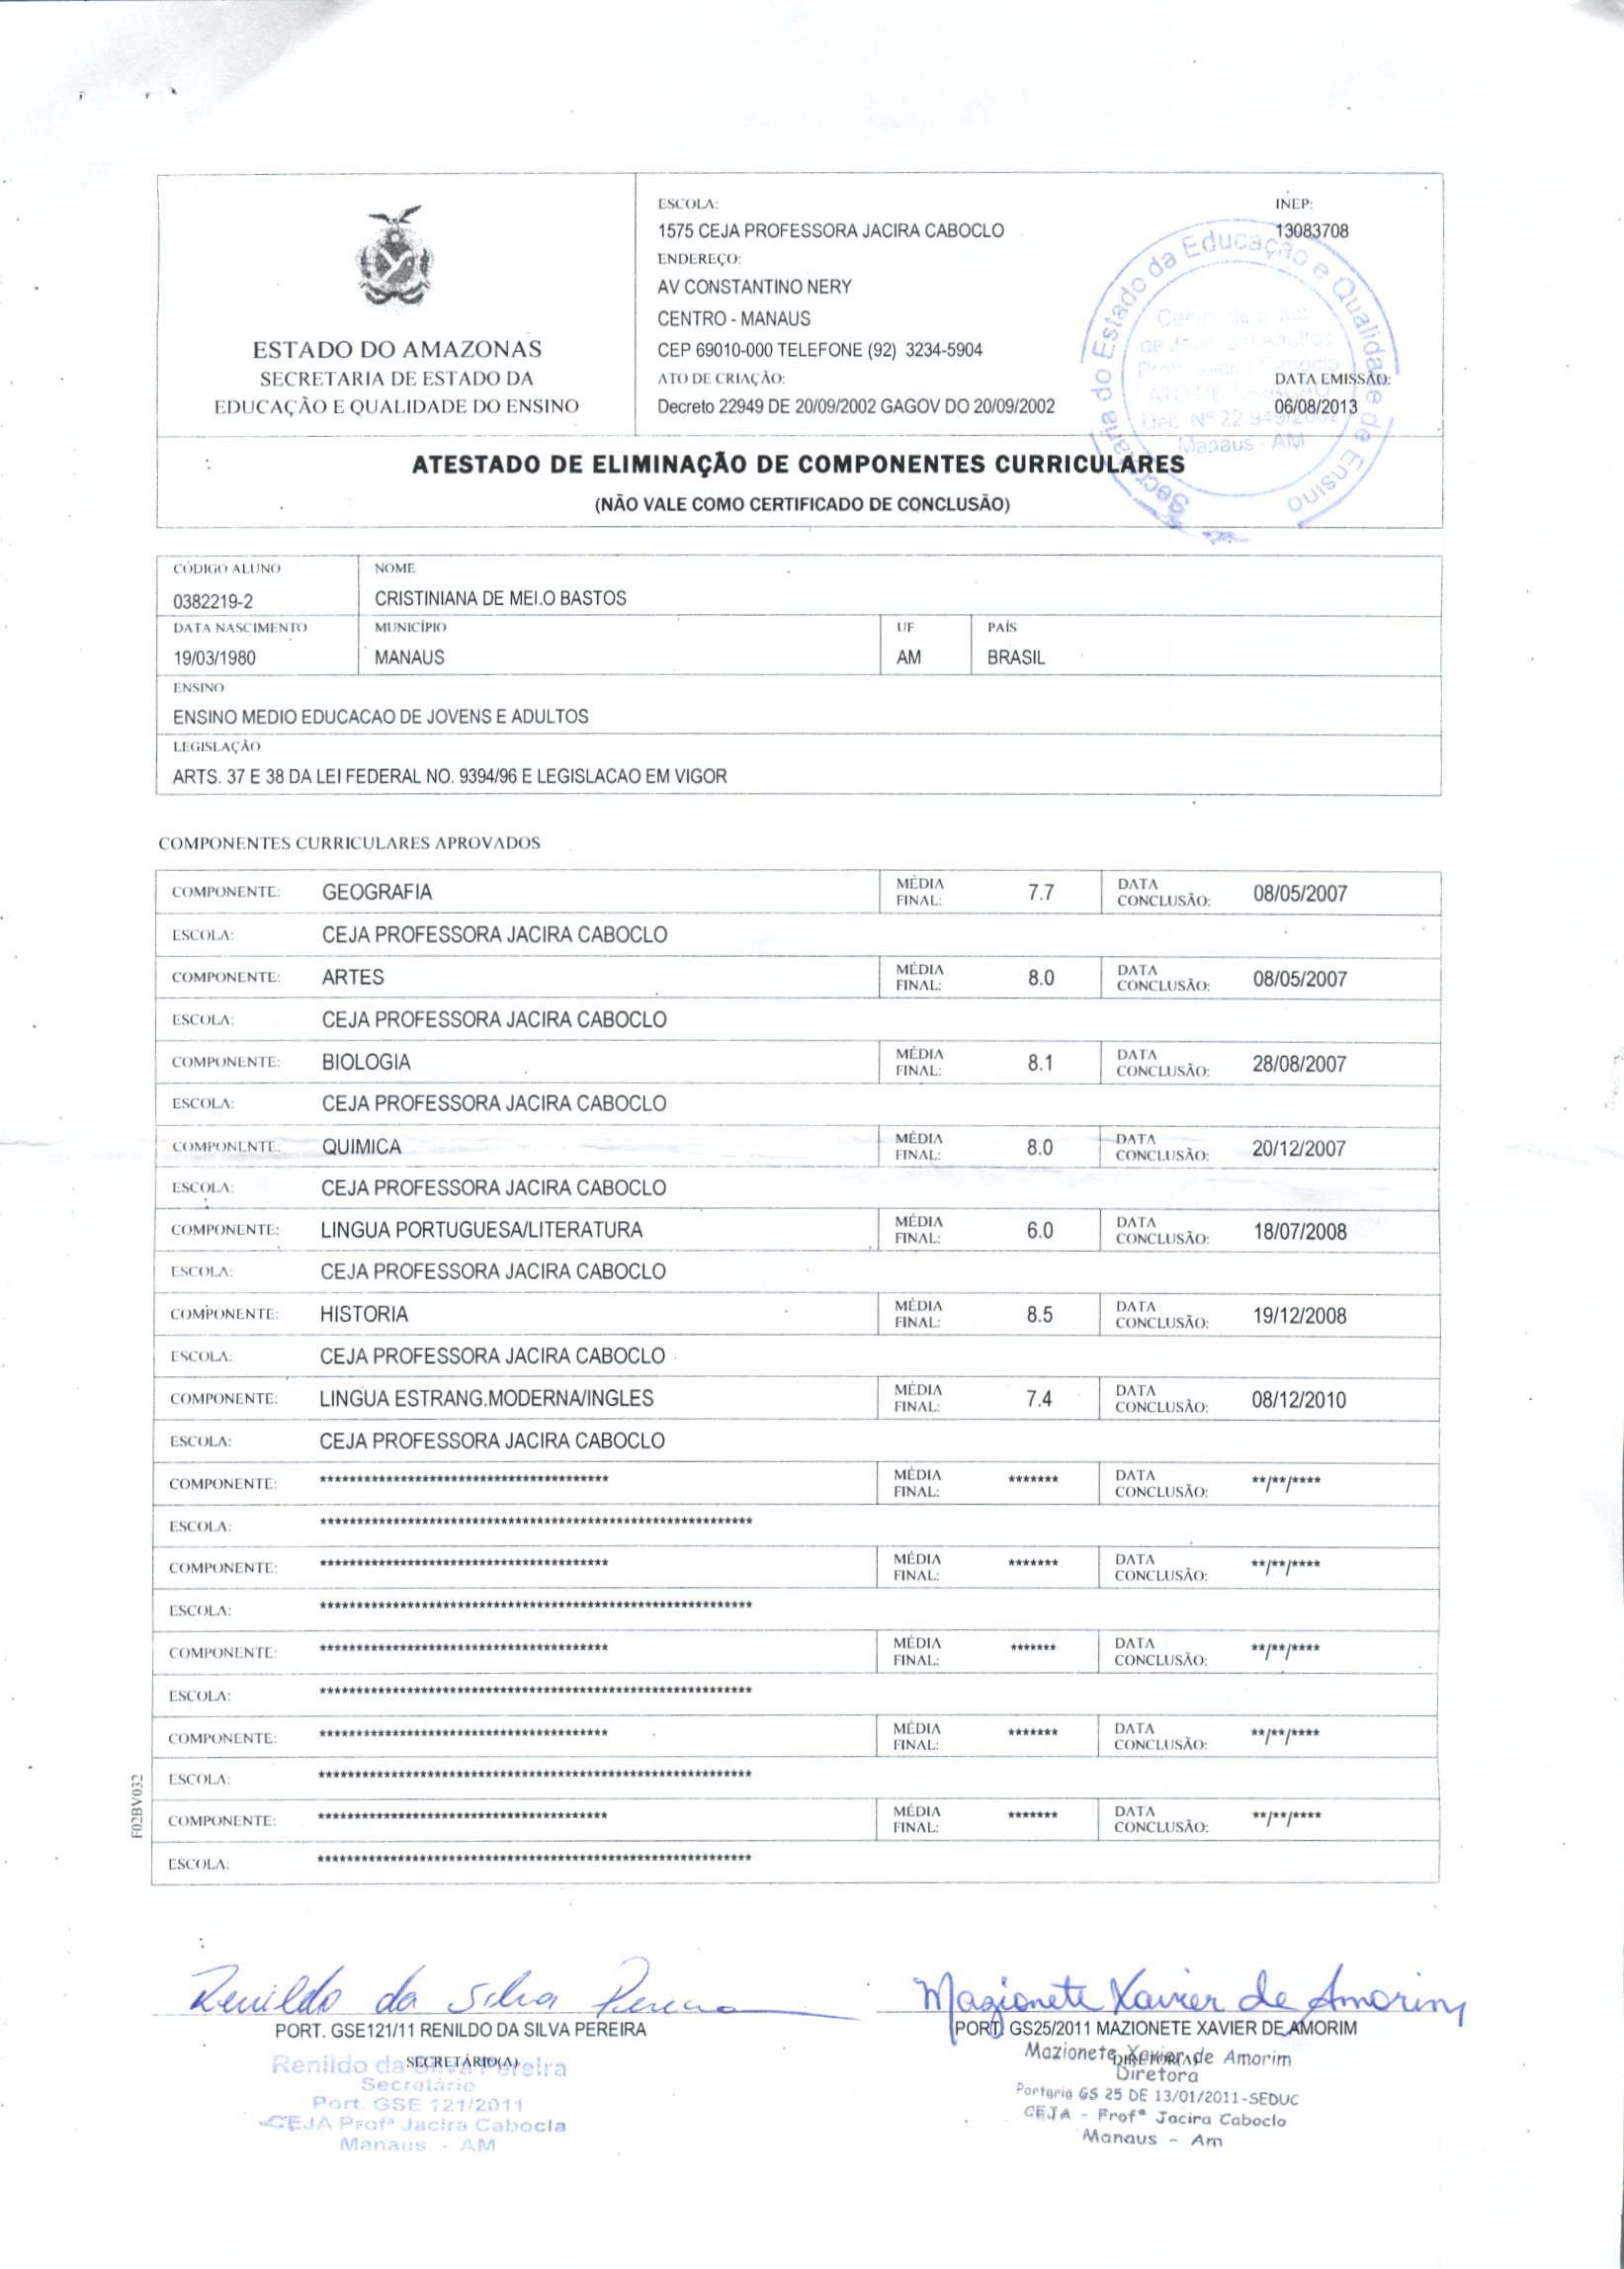 ESTADO DO AMAZONAS
SECRETARIA DE ESTADO DA
EDUCAÇÃO E QUALIDADE DO ENSINO
ESCOLA:
1575 CEJA PROFESSORA JACIRA CABOCLO
ENDEREÇO:
AV CONSTANTINO NERY
CENTRO - MANAUS
CEP 69010-000 TELEFONE (92) 3234-5904
ATO DE CRIAÇÃO:
Decreto 22949 DE 20/09/2002 GAGOV DO 20/09/2002
INEP:
13083708
DATA EMISSÃO:
06/08/2013
Secretaria do Estado da Educação e Qualidade de Ensino
de Jovens e Adultos
ATO DE CRIAÇÃO
Dec. Nº 22.949/2002
Manaus - AM
ATESTADO DE ELIMINAÇÃO DE COMPONENTES CURRICULARES
(NÃO VALE COMO CERTIFICADO DE CONCLUSÃO)
CÓDIGO ALUNO NOME
0382219-2 CRISTINIANA DE MELO BASTOS
DATA NASCIMENTO MUNICÍPIO UF PAÍS
19/03/1980 MANAUS AM BRASIL
ENSINO
ENSINO MEDIO EDUCACAO DE JOVENS E ADULTOS
LEGISLAÇÃO
ARTS. 37 E 38 DA LEI FEDERAL NO. 9394/96 E LEGISLACAO EM VIGOR
COMPONENTES CURRICULARES APROVADOS
COMPONENTE: GEOGRAFIA MÉDIA FINAL: 7.7 DATA CONCLUSÃO: 08/05/2007
ESCOLA: CEJA PROFESSORA JACIRA CABOCLO
COMPONENTE: ARTES MÉDIA FINAL: 8.0 DATA CONCLUSÃO: 08/05/2007
ESCOLA: CEJA PROFESSORA JACIRA CABOCLO
COMPONENTE: BIOLOGIA MÉDIA FINAL: 8.1 DATA CONCLUSÃO: 28/08/2007
ESCOLA: CEJA PROFESSORA JACIRA CABOCLO
COMPONENTE: QUIMICA MÉDIA FINAL: 8.0 DATA CONCLUSÃO: 20/12/2007
ESCOLA: CEJA PROFESSORA JACIRA CABOCLO
COMPONENTE: LINGUA PORTUGUESA/LITERATURA MÉDIA FINAL: 6.0 DATA CONCLUSÃO: 18/07/2008
ESCOLA: CEJA PROFESSORA JACIRA CABOCLO
COMPONENTE: HISTORIA MÉDIA FINAL: 8.5 DATA CONCLUSÃO: 19/12/2008
ESCOLA: CEJA PROFESSORA JACIRA CABOCLO
COMPONENTE: LINGUA ESTRANG.MODERNA/INGLES MÉDIA FINAL: 7.4 DATA CONCLUSÃO: 08/12/2010
ESCOLA: CEJA PROFESSORA JACIRA CABOCLO
COMPONENTE: *************************************** MÉDIA FINAL: ******* DATA CONCLUSÃO: **/**/****
ESCOLA: ***********************************************************
COMPONENTE: *************************************** MÉDIA FINAL: ******* DATA CONCLUSÃO: **/**/****
ESCOLA: ***********************************************************
COMPONENTE: *************************************** MÉDIA FINAL: ******* DATA CONCLUSÃO: **/**/****
ESCOLA: ***********************************************************
COMPONENTE: *************************************** MÉDIA FINAL: ******* DATA CONCLUSÃO: **/**/****
ESCOLA: ***********************************************************
COMPONENTE: *************************************** MÉDIA FINAL: ******* DATA CONCLUSÃO: **/**/****
ESCOLA: ***********************************************************
F02BV032
Renildo da Silva Pereira
PORT. GSE121/11 RENILDO DA SILVA PEREIRA
SECRETÁRIO(A)
Renildo da Silva Pereira
Secretário
Port. GSE 121/2011
CEJA Profª Jacira Cabocla
Manaus - AM
Mazionete Xavier de Amorim
PORT. GS25/2011 MAZIONETE XAVIER DE AMORIM
DIRETOR(A)
Mazionete Xavier de Amorim
Diretora
Portaria GS 25 DE 13/01/2011-SEDUC
CEJA - Profª Jacira Caboclo
Manaus - Am